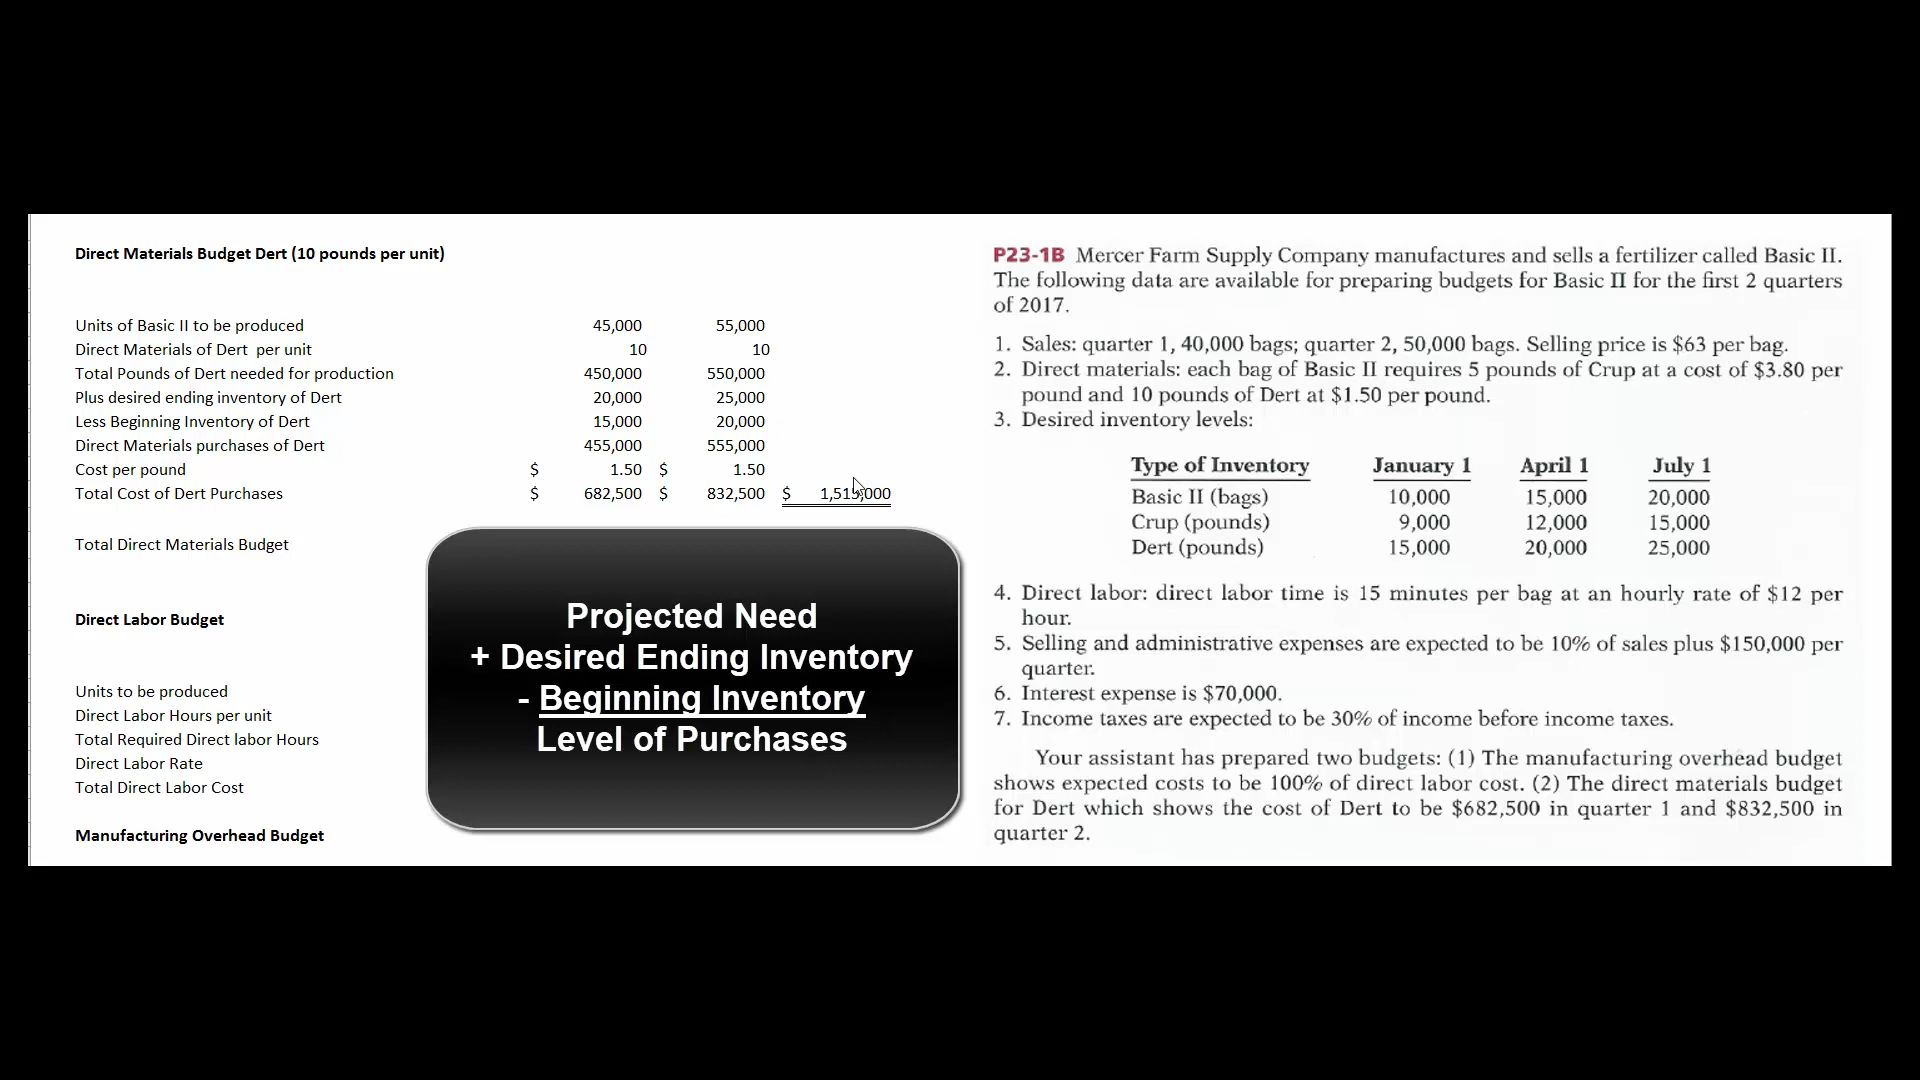 Direct Materials Budget Dert (10 pounds per unit)
Units of Basic II to be produced 45,000 55,000
Direct Materials of Dert per unit 10 10
Total Pounds of Dert needed for production 450,000 550,000
Plus desired ending inventory of Dert 20,000 25,000
Less Beginning Inventory of Dert 15,000 20,000
Direct Materials purchases of Dert 455,000 555,000
Cost per pound $ 1.50 $ 1.50
Total Cost of Dert Purchases $ 682,500 $ 832,500 $ 1,515,000
Total Direct Materials Budget
Direct Labor Budget
Units to be produced
Direct Labor Hours per unit
Total Required Direct labor Hours
Direct Labor Rate
Total Direct Labor Cost
Manufacturing Overhead Budget
Projected Need
+ Desired Ending Inventory
- Beginning Inventory
Level of Purchases
P23-1B Mercer Farm Supply Company manufactures and sells a fertilizer called Basic II.
The following data are available for preparing budgets for Basic II for the first 2 quarters
of 2017.
1. Sales: quarter 1, 40,000 bags; quarter 2, 50,000 bags. Selling price is $63 per bag.
2. Direct materials: each bag of Basic II requires 5 pounds of Crup at a cost of $3.80 per
pound and 10 pounds of Dert at $1.50 per pound.
3. Desired inventory levels:
Type of Inventory January 1 April 1 July 1
Basic II (bags) 10,000 15,000 20,000
Crup (pounds) 9,000 12,000 15,000
Dert (pounds) 15,000 20,000 25,000
4. Direct labor: direct labor time is 15 minutes per bag at an hourly rate of $12 per
hour.
5. Selling and administrative expenses are expected to be 10% of sales plus $150,000 per
quarter.
6. Interest expense is $70,000.
7. Income taxes are expected to be 30% of income before income taxes.
Your assistant has prepared two budgets: (1) The manufacturing overhead budget
shows expected costs to be 100% of direct labor cost. (2) The direct materials budget
for Dert which shows the cost of Dert to be $682,500 in quarter 1 and $832,500 in
quarter 2.